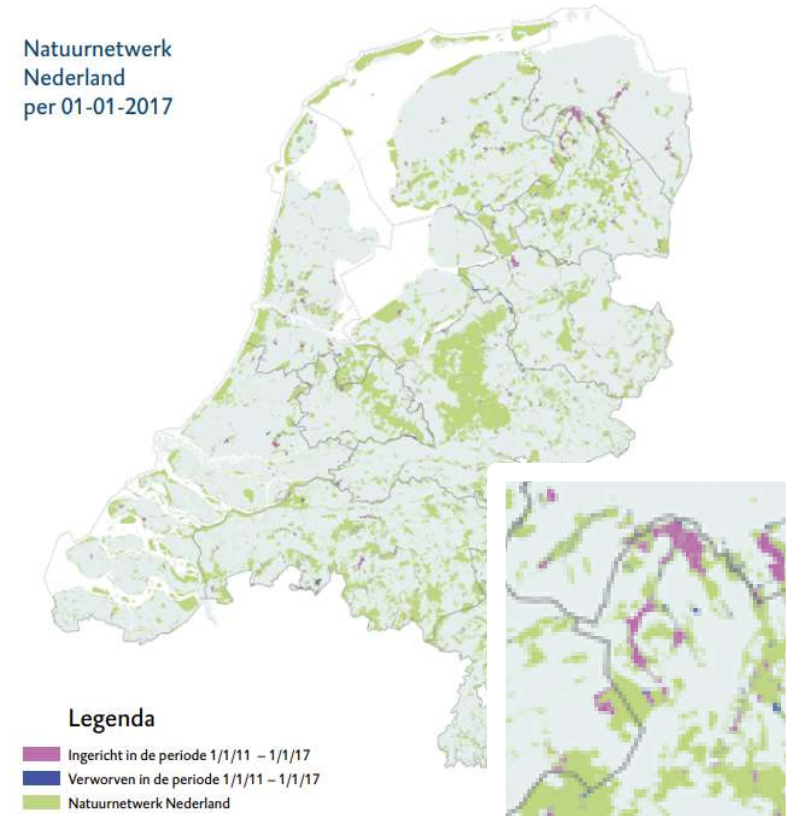 Natuurnetwerk
Nederland
per 01-01-2017
Legenda
Ingericht in de periode 1/1/11 – 1/1/17
Verworven in de periode 1/1/11 – 1/1/17
Natuurnetwerk Nederland